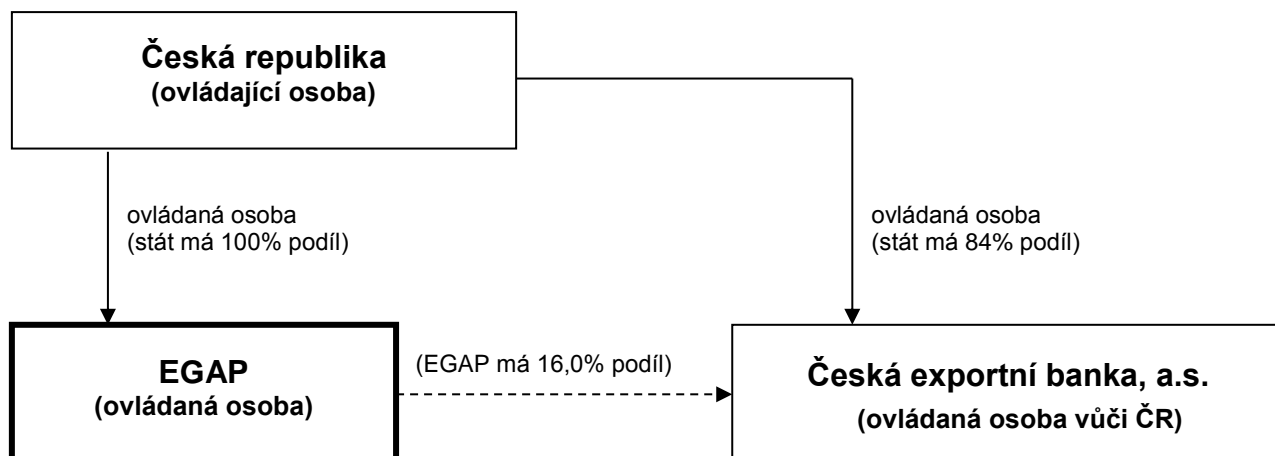 Česká republika
(ovládající osoba)
ovládaná osoba
(stát má 100% podíl)
ovládaná osoba
(stát má 84% podíl)
EGAP
(ovládaná osoba)
(EGAP má 16,0% podíl)
Česká exportní banka, a.s.
(ovládaná osoba vůči ČR)